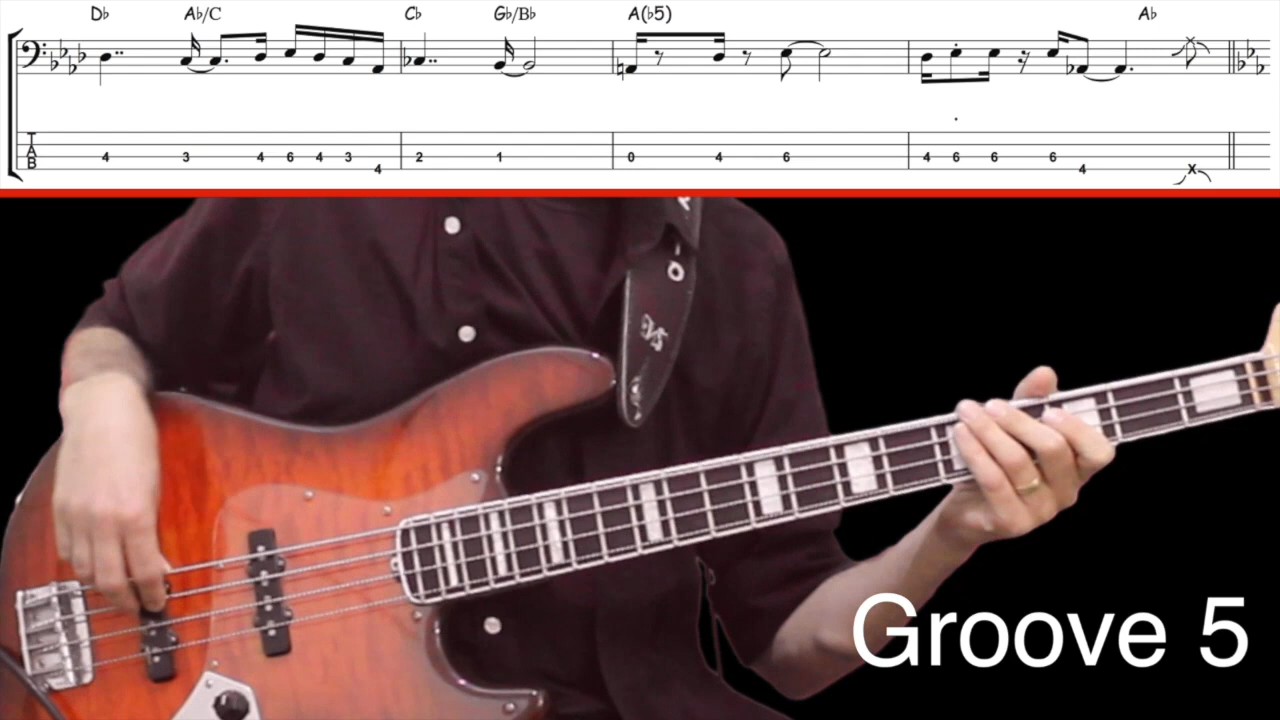 D♭ A♭/C C♭ G♭/B♭ A(♭5) A♭
T 4 3 4 6 4 3 2 1 0 4 6 4 6 6 6
A
B 4 4 X
Groove 5